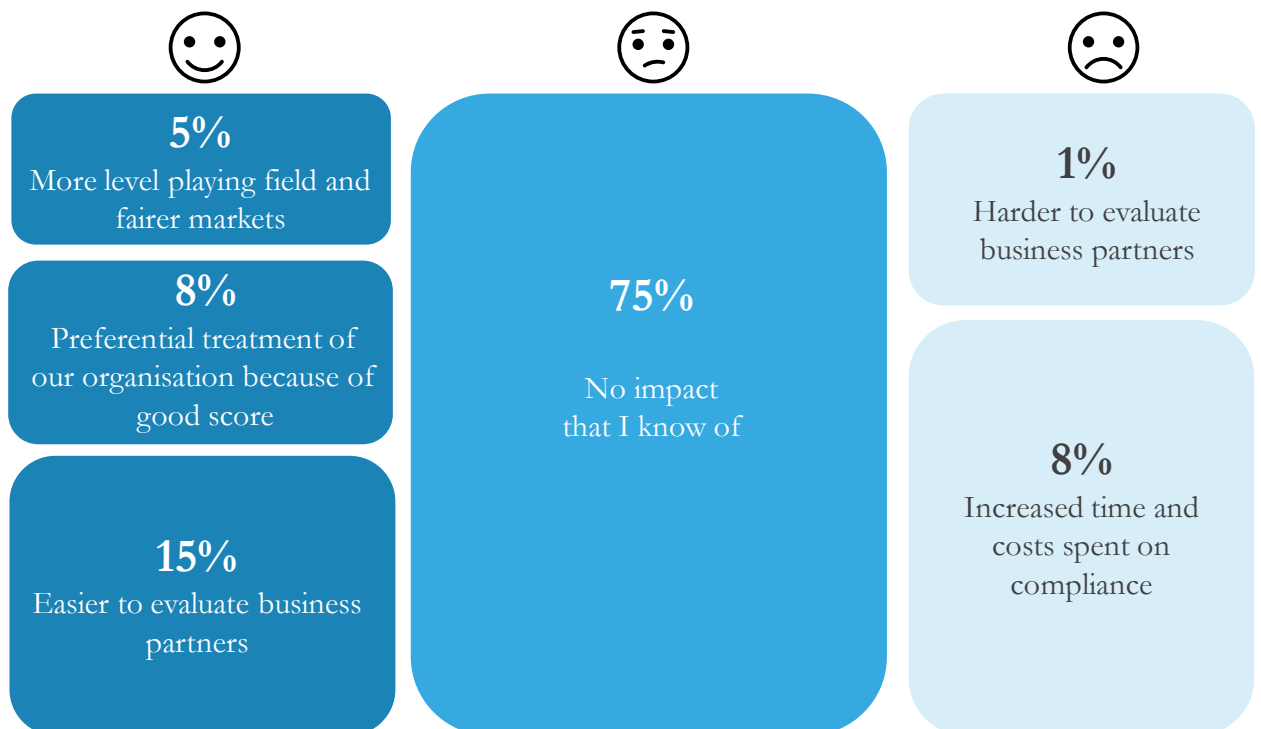 5%
More level playing field and
fairer markets
8%
Preferential treatment of
our organisation because of
good score
15%
Easier to evaluate business
partners
75%
No impact
that I know of
1%
Harder to evaluate
business partners
8%
Increased time and
costs spent on
compliance